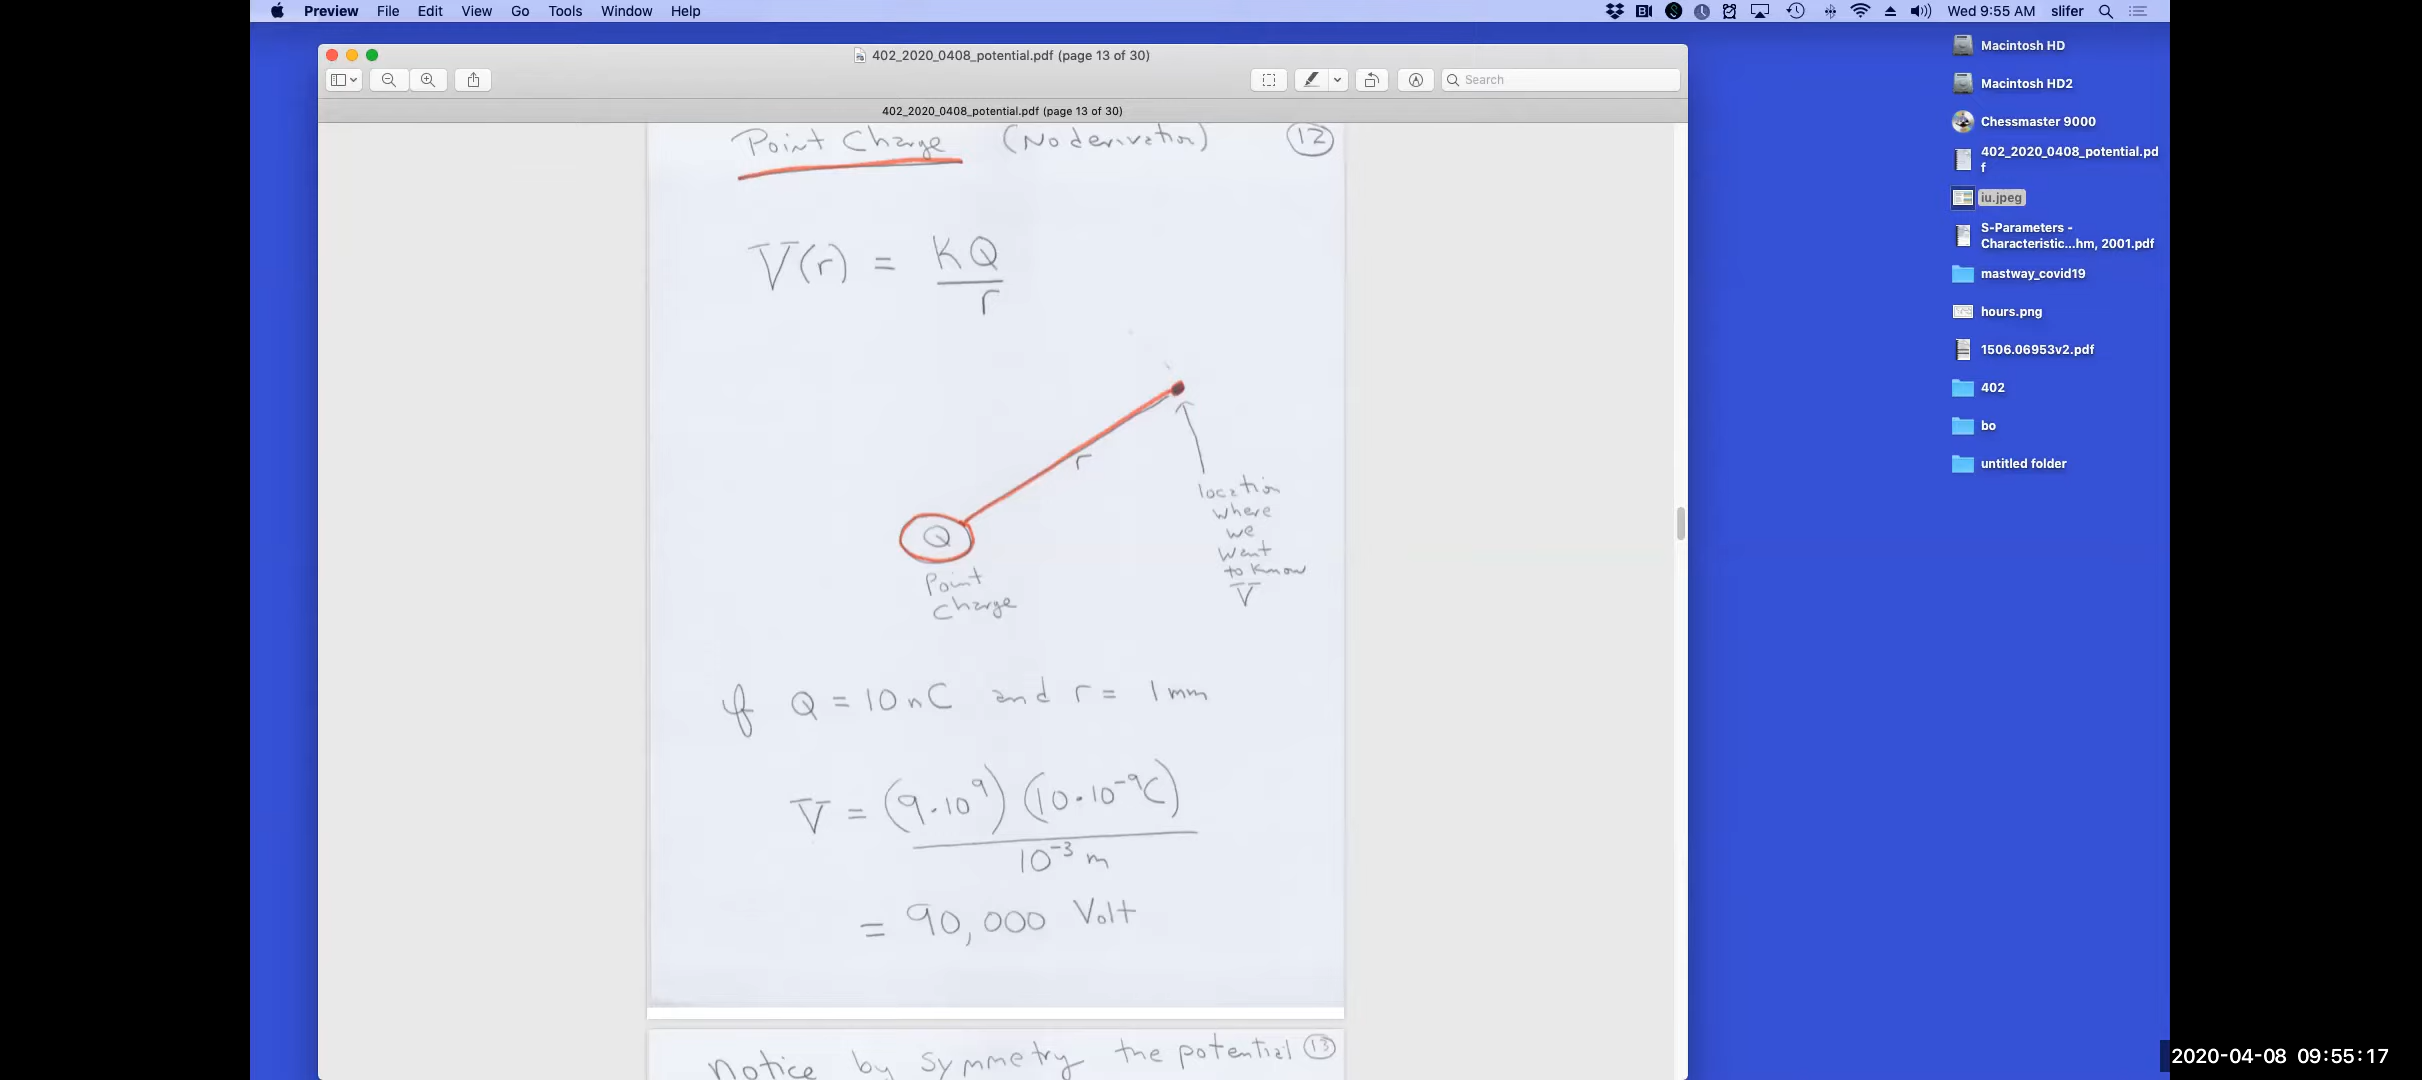 Preview File Edit View Go Tools Window Help
Wed 9:55 AM slifer
402_2020_0408_potential.pdf (page 13 of 30)
Search
402_2020_0408_potential.pdf (page 13 of 30)
Point Charge (No derivation) 12
V(r) = KQ
r
r
location
where
we
want
to know
V
Q
Point
Charge
if Q = 10 nC and r = 1 mm
V = (9·10⁹) (10·10⁻⁹C)
10⁻³ m
= 90,000 Volt
Notice by symmetry the potential 13
Macintosh HD
Macintosh HD2
Chessmaster 9000
402_2020_0408_potential.pd
f
iu.jpeg
S-Parameters -
Characteristic...hm, 2001.pdf
mastway_covid19
hours.png
1506.06953v2.pdf
402
bo
untitled folder
2020-04-08 09:55:17